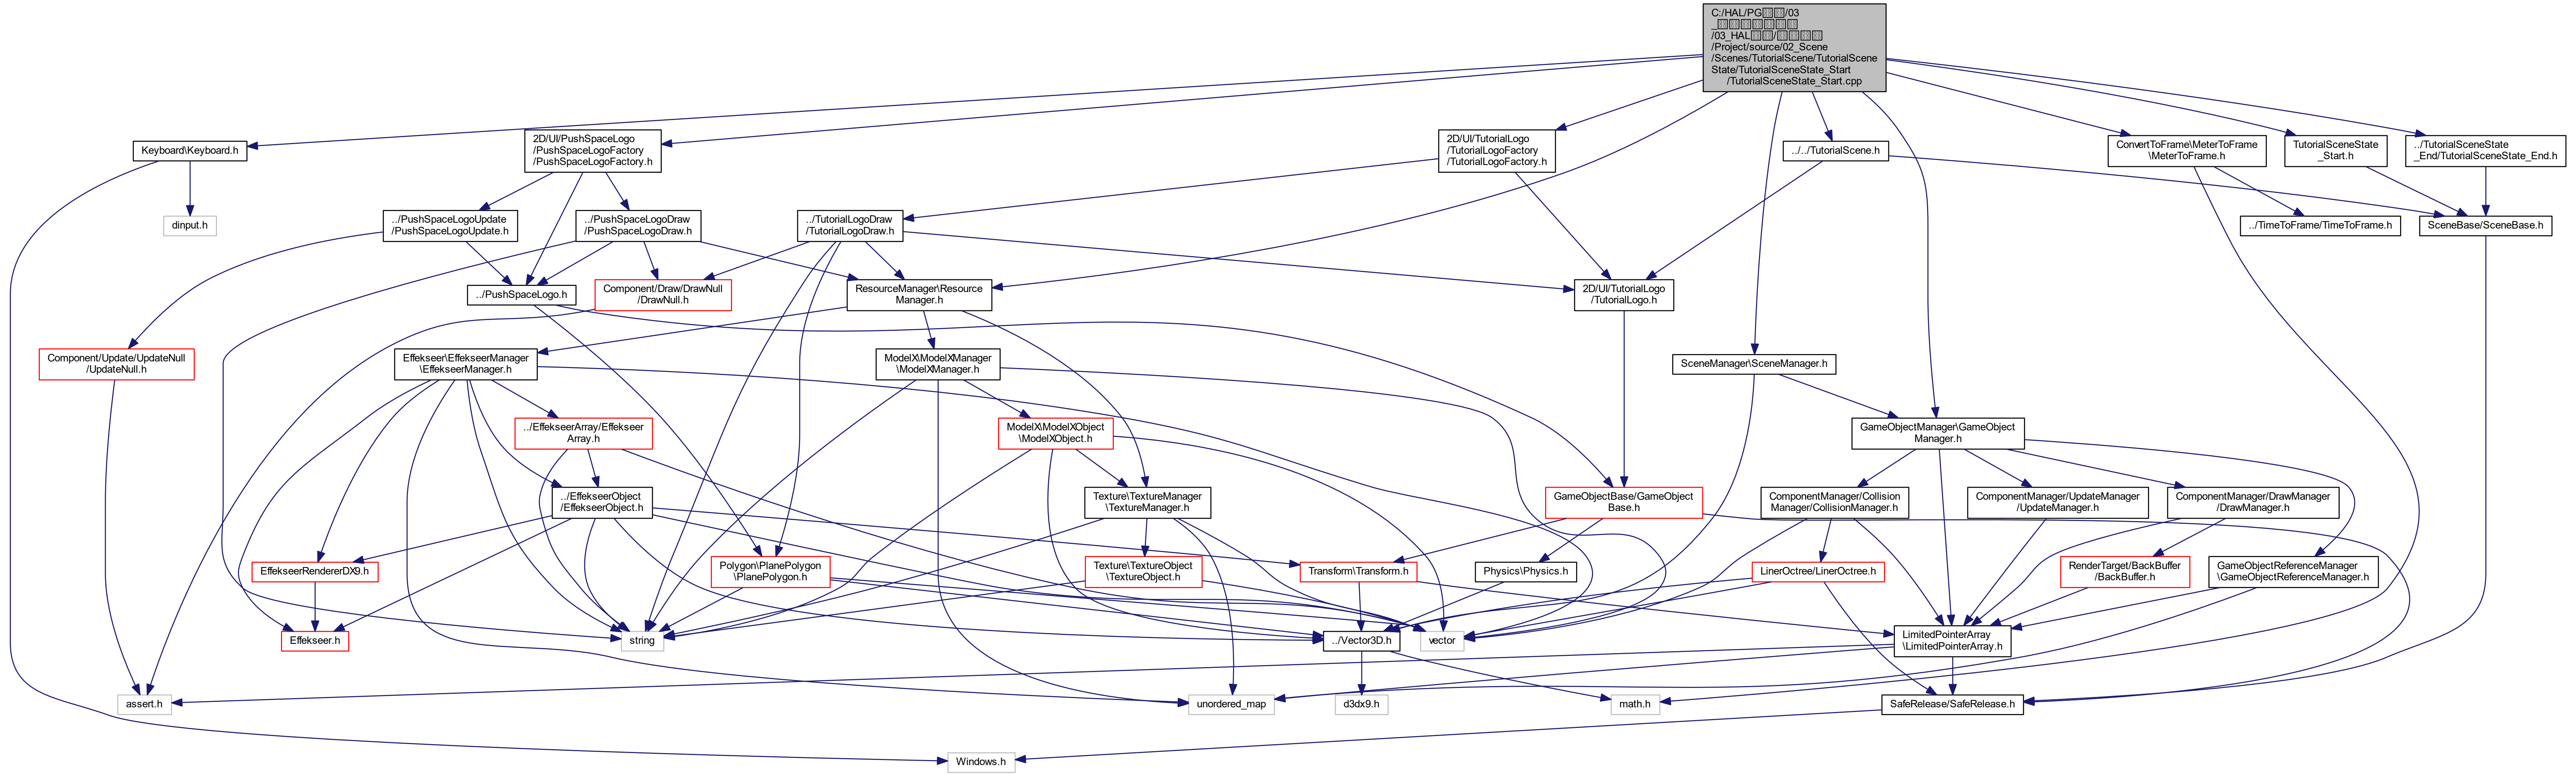 C:/HAL/PG▯▯/03
_▯▯▯▯▯▯▯
/03_HAL▯▯/▯▯▯▯
/Project/source/02_Scene
/Scenes/TutorialScene/TutorialScene
State/TutorialSceneState_Start
/TutorialSceneState_Start.cpp
Keyboard\Keyboard.h
2D/UI/PushSpaceLogo
/PushSpaceLogoFactory
/PushSpaceLogoFactory.h
2D/UI/TutorialLogo
/TutorialLogoFactory
/TutorialLogoFactory.h
../../TutorialScene.h
ConvertToFrame\MeterToFrame
\MeterToFrame.h
TutorialSceneState
_Start.h
../TutorialSceneState
_End/TutorialSceneState_End.h
dinput.h
../PushSpaceLogoUpdate
/PushSpaceLogoUpdate.h
../PushSpaceLogoDraw
/PushSpaceLogoDraw.h
../TutorialLogoDraw
/TutorialLogoDraw.h
../TimeToFrame/TimeToFrame.h
SceneBase/SceneBase.h
../PushSpaceLogo.h
Component/Draw/DrawNull
/DrawNull.h
ResourceManager\Resource
Manager.h
2D/UI/TutorialLogo
/TutorialLogo.h
Component/Update/UpdateNull
/UpdateNull.h
Effekseer\EffekseerManager
\EffekseerManager.h
ModelX\ModelXManager
\ModelXManager.h
SceneManager\SceneManager.h
../EffekseerArray/Effekseer
Array.h
ModelX\ModelXObject
\ModelXObject.h
GameObjectManager\GameObject
Manager.h
../EffekseerObject
/EffekseerObject.h
Texture\TextureManager
\TextureManager.h
GameObjectBase/GameObject
Base.h
ComponentManager/Collision
Manager/CollisionManager.h
ComponentManager/UpdateManager
/UpdateManager.h
ComponentManager/DrawManager
/DrawManager.h
EffekseerRendererDX9.h
Polygon\PlanePolygon
\PlanePolygon.h
Texture\TextureObject
\TextureObject.h
Transform\Transform.h
Physics\Physics.h
LinerOctree/LinerOctree.h
RenderTarget/BackBuffer
/BackBuffer.h
GameObjectReferenceManager
\GameObjectReferenceManager.h
Effekseer.h
string
../Vector3D.h
vector
LimitedPointerArray
\LimitedPointerArray.h
assert.h
unordered_map
d3dx9.h
math.h
SafeRelease/SafeRelease.h
Windows.h